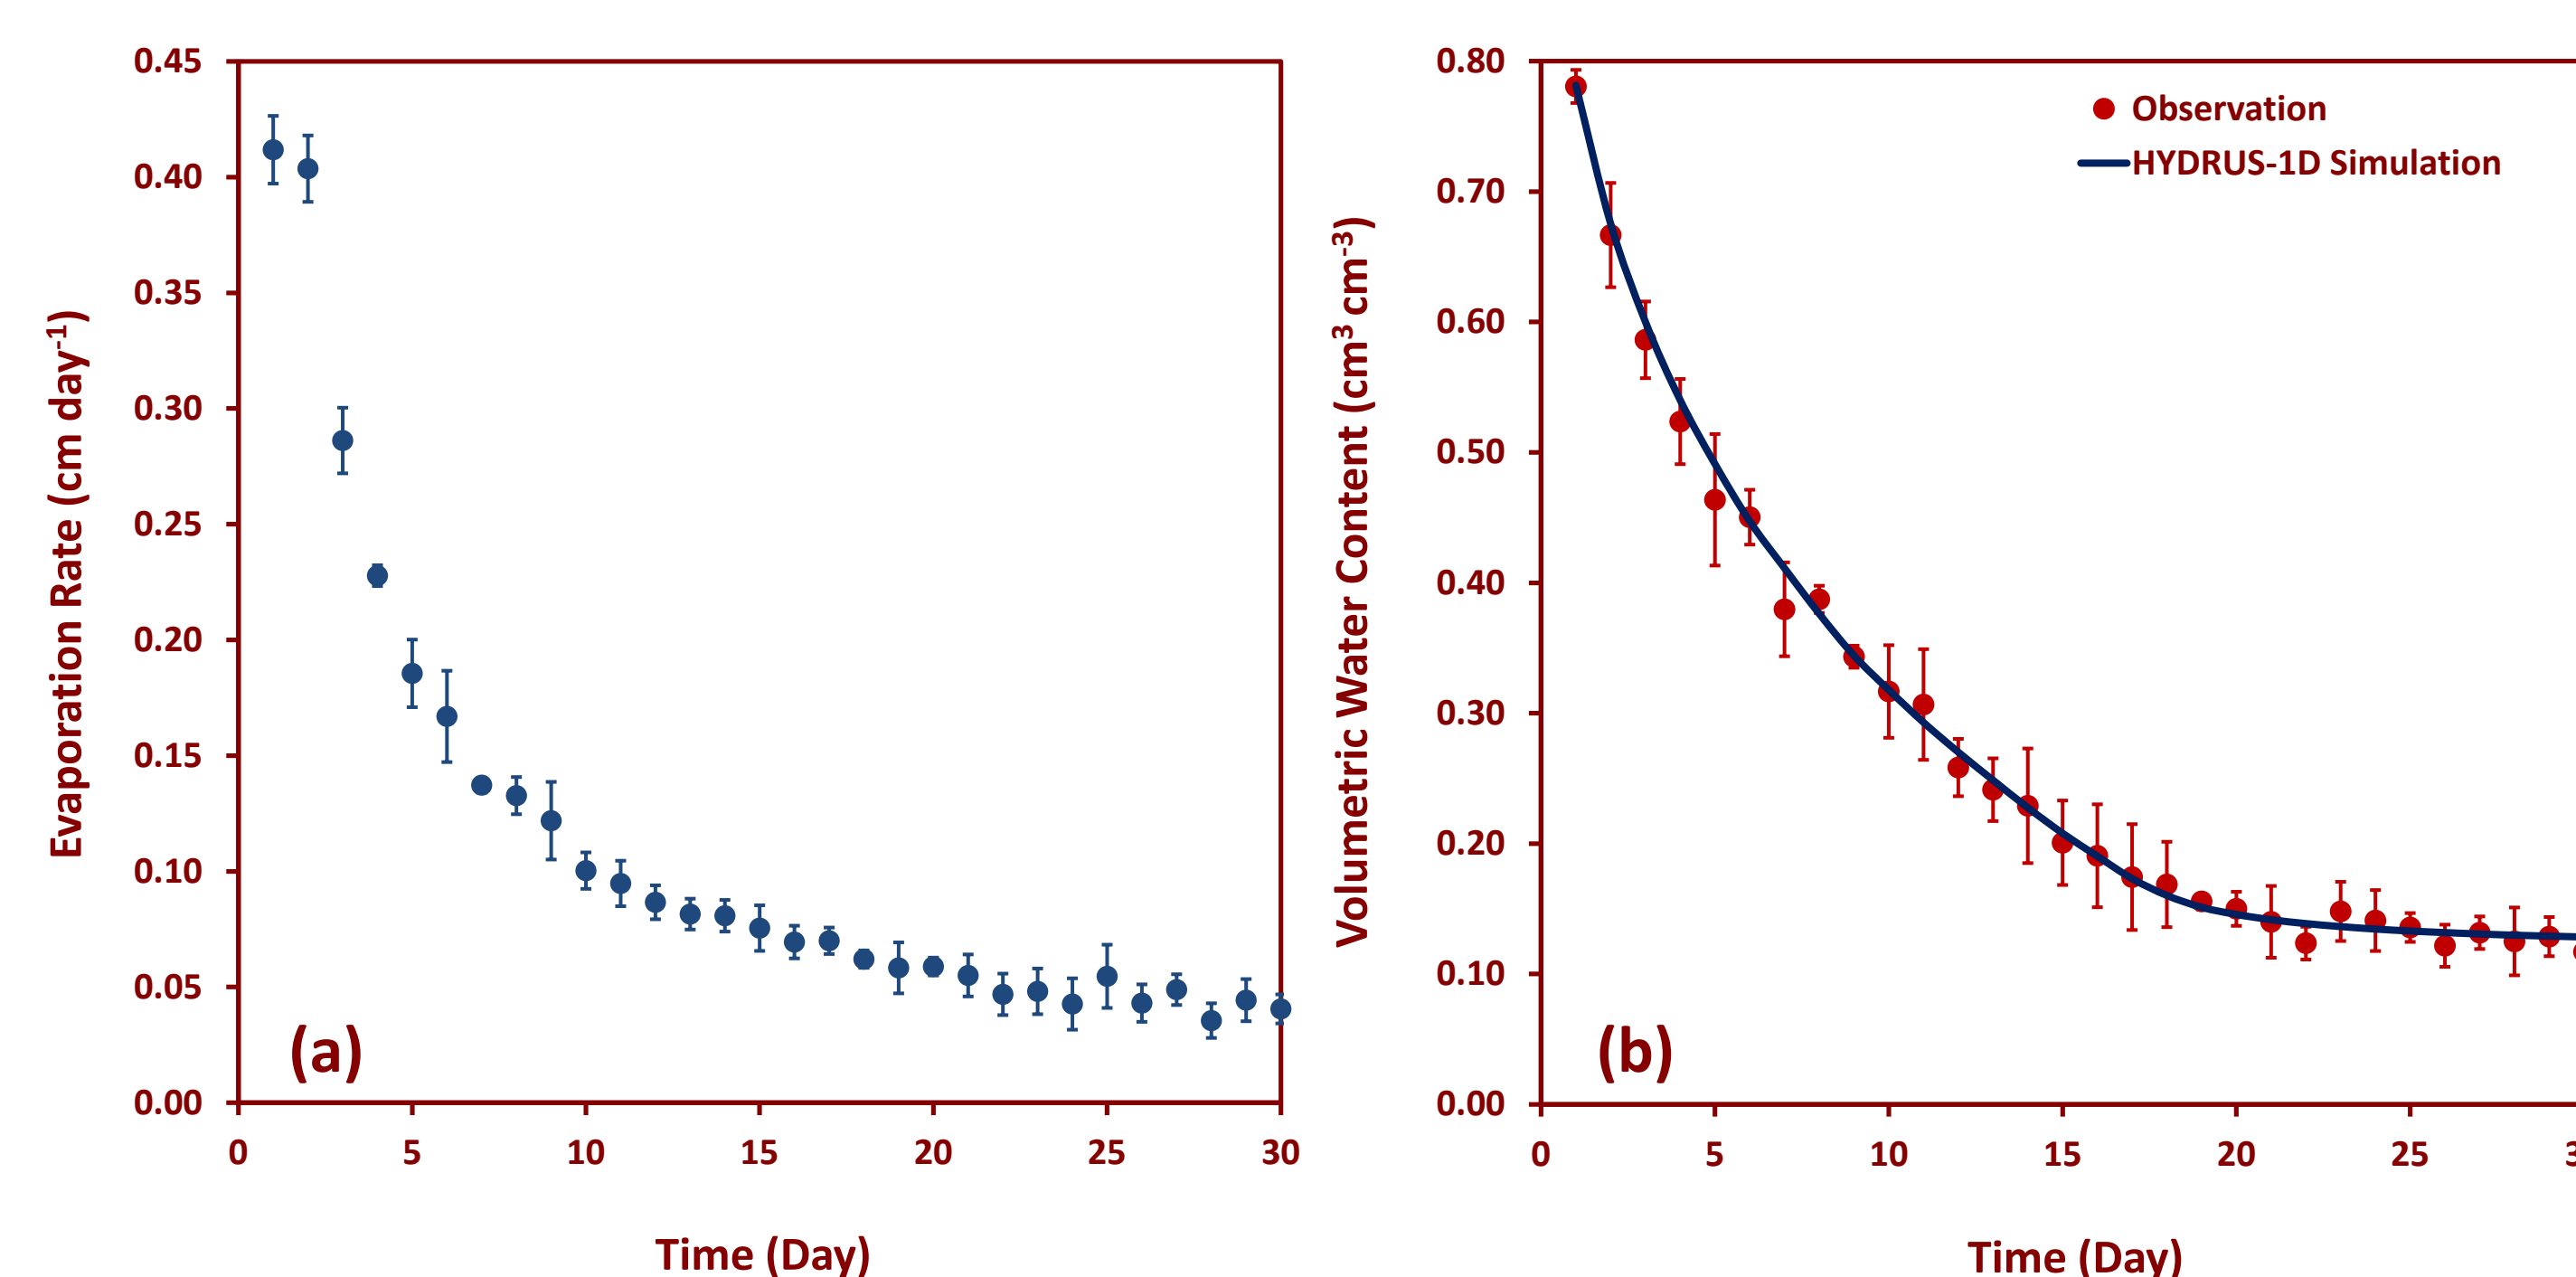 Evaporation Rate (cm day⁻¹)
0.45
0.40
0.35
0.30
0.25
0.20
0.15
0.10
0.05
0.00
(a)
0 5 10 15 20 25 30
Time (Day)
Volumetric Water Content (cm³ cm⁻³)
0.80
0.70
0.60
0.50
0.40
0.30
0.20
0.10
0.00
Observation
HYDRUS-1D Simulation
(b)
0 5 10 15 20 25
Time (Day)